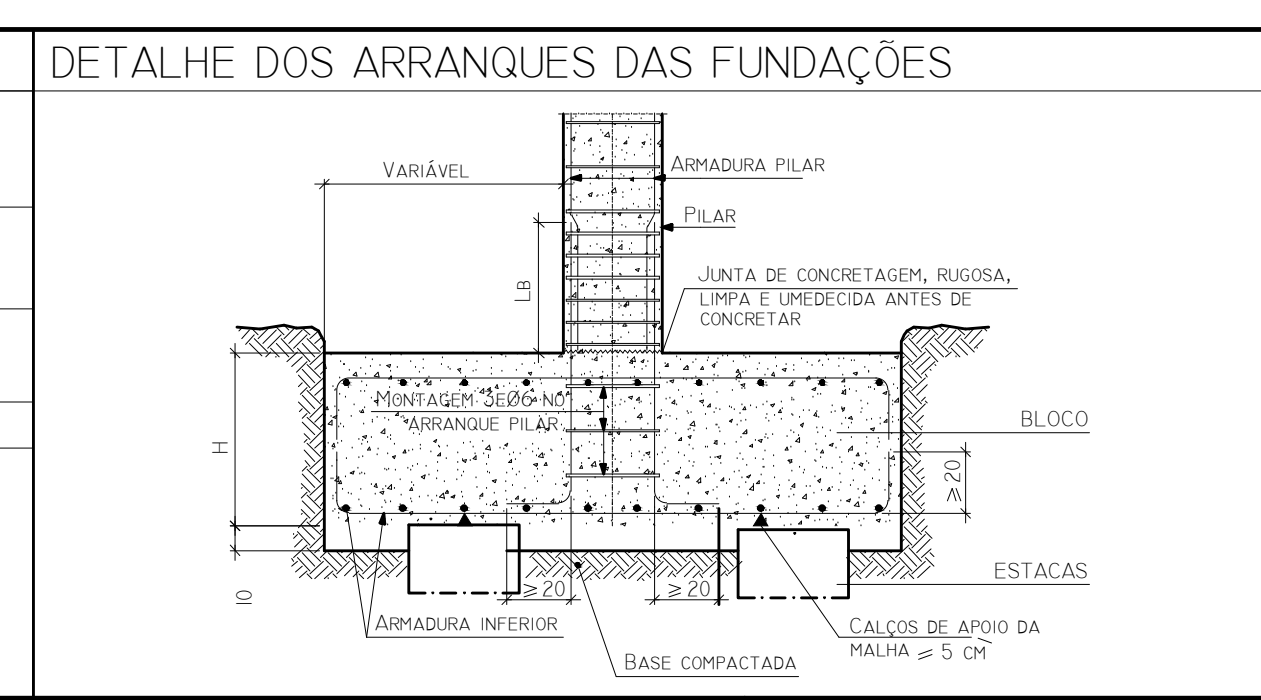 DETALHE DOS ARRANQUES DAS FUNDAÇÕES
VARIÁVEL
ARMADURA PILAR
PILAR
LB
JUNTA DE CONCRETAGEM, RUGOSA,
LIMPA E UMEDECIDA ANTES DE
CONCRETAR
MONTAGEM 3EØ6 NO
ARRANQUE PILAR
BLOCO
H
≥20
ESTACAS
10
≥20
≥20
ARMADURA INFERIOR
CALÇOS DE APOIO DA
MALHA ≥ 5 CM
BASE COMPACTADA